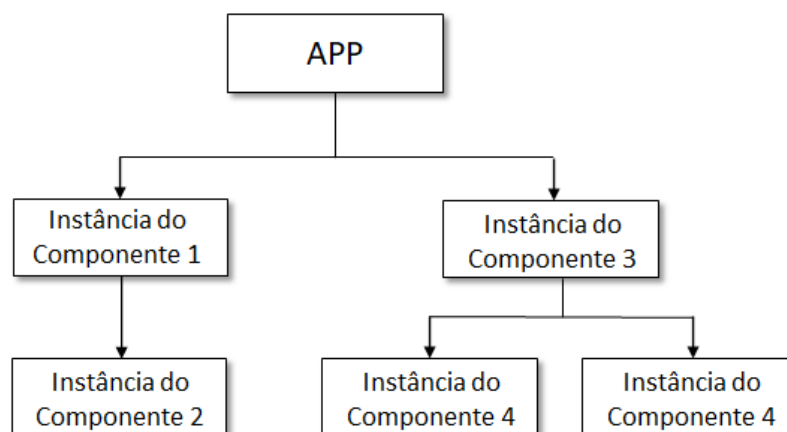 APP
Instância do
Componente 1
Instância do
Componente 3
Instância do
Componente 2
Instância do
Componente 4
Instância do
Componente 4